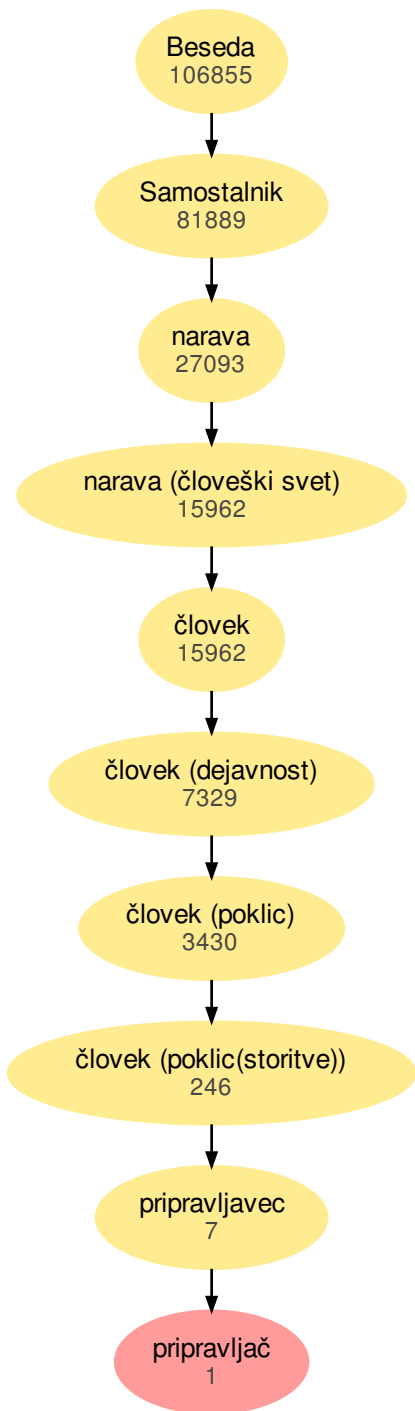 Beseda
106855
Samostalnik
81889
narava
27093
narava (človeški svet)
15962
človek
15962
človek (dejavnost)
7329
človek (poklic)
3430
človek (poklic(storitve))
246
pripravljavec
7
pripravljač
1